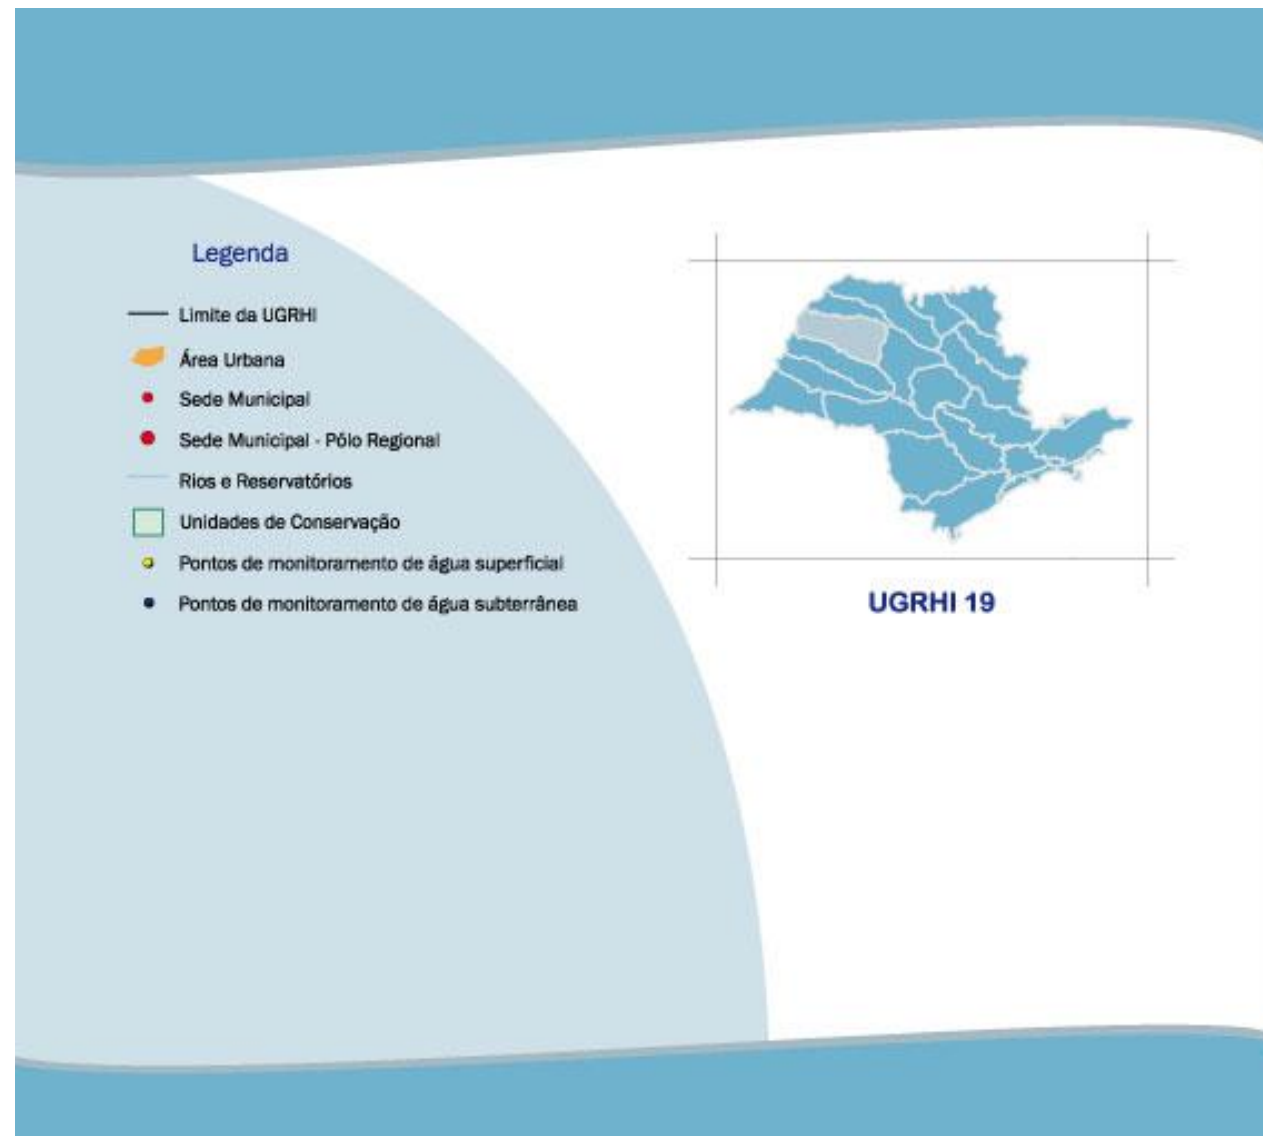 Legenda
Limite da UGRHI
Área Urbana
Sede Municipal
Sede Municipal - Pólo Regional
Rios e Reservatórios
Unidades de Conservação
Pontos de monitoramento de água superficial
Pontos de monitoramento de água subterrânea
UGRHI 19